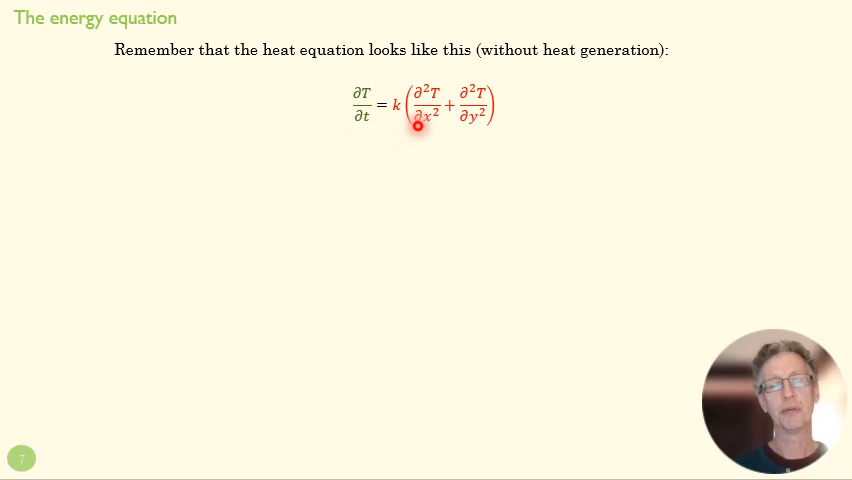 The energy equation
Remember that the heat equation looks like this (without heat generation):
∂T/∂t = k(∂²T/∂x² + ∂²T/∂y²)
7